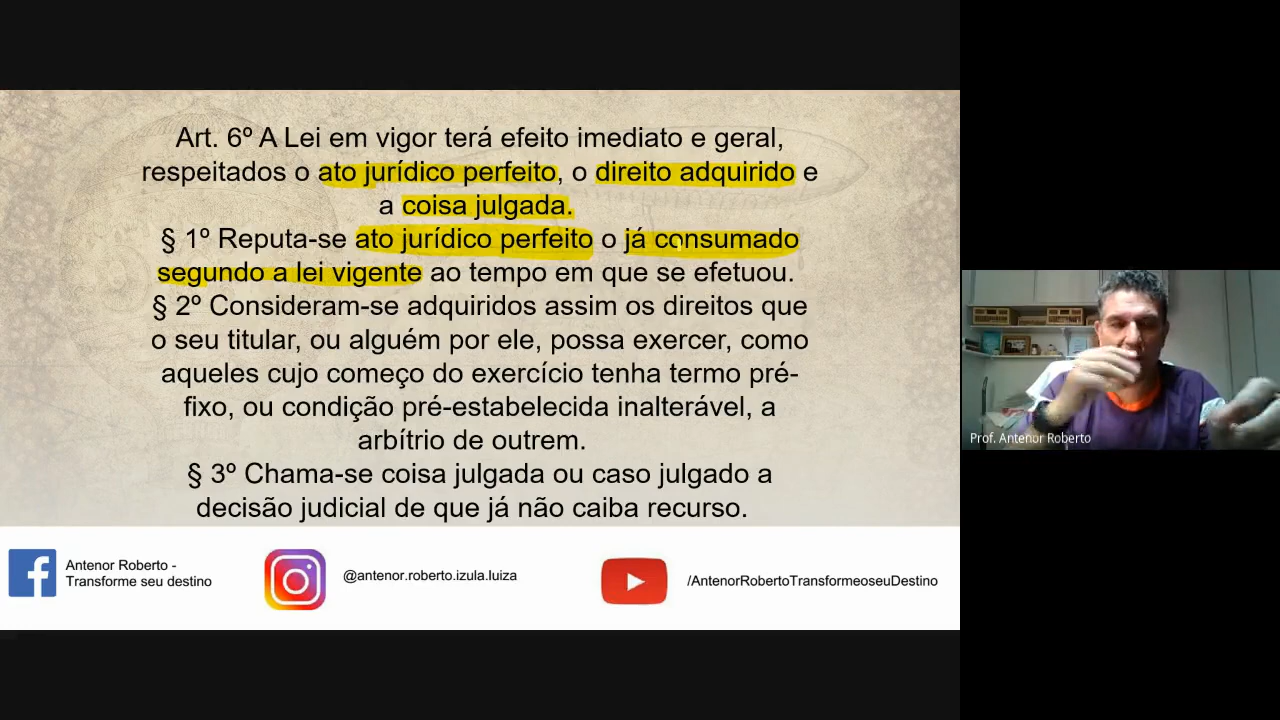 Art. 6º A Lei em vigor terá efeito imediato e geral,
respeitados o ato jurídico perfeito, o direito adquirido e
a coisa julgada.
§ 1º Reputa-se ato jurídico perfeito o já consumado
segundo a lei vigente ao tempo em que se efetuou.
§ 2º Consideram-se adquiridos assim os direitos que
o seu titular, ou alguém por ele, possa exercer, como
aqueles cujo começo do exercício tenha termo pré-
fixo, ou condição pré-estabelecida inalterável, a
arbítrio de outrem.
§ 3º Chama-se coisa julgada ou caso julgado a
decisão judicial de que já não caiba recurso.
Antenor Roberto -
Transforme seu destino
@antenor.roberto.izula.luiza
/AntenorRobertoTransformeoseuDestino
Prof. Antenor Roberto